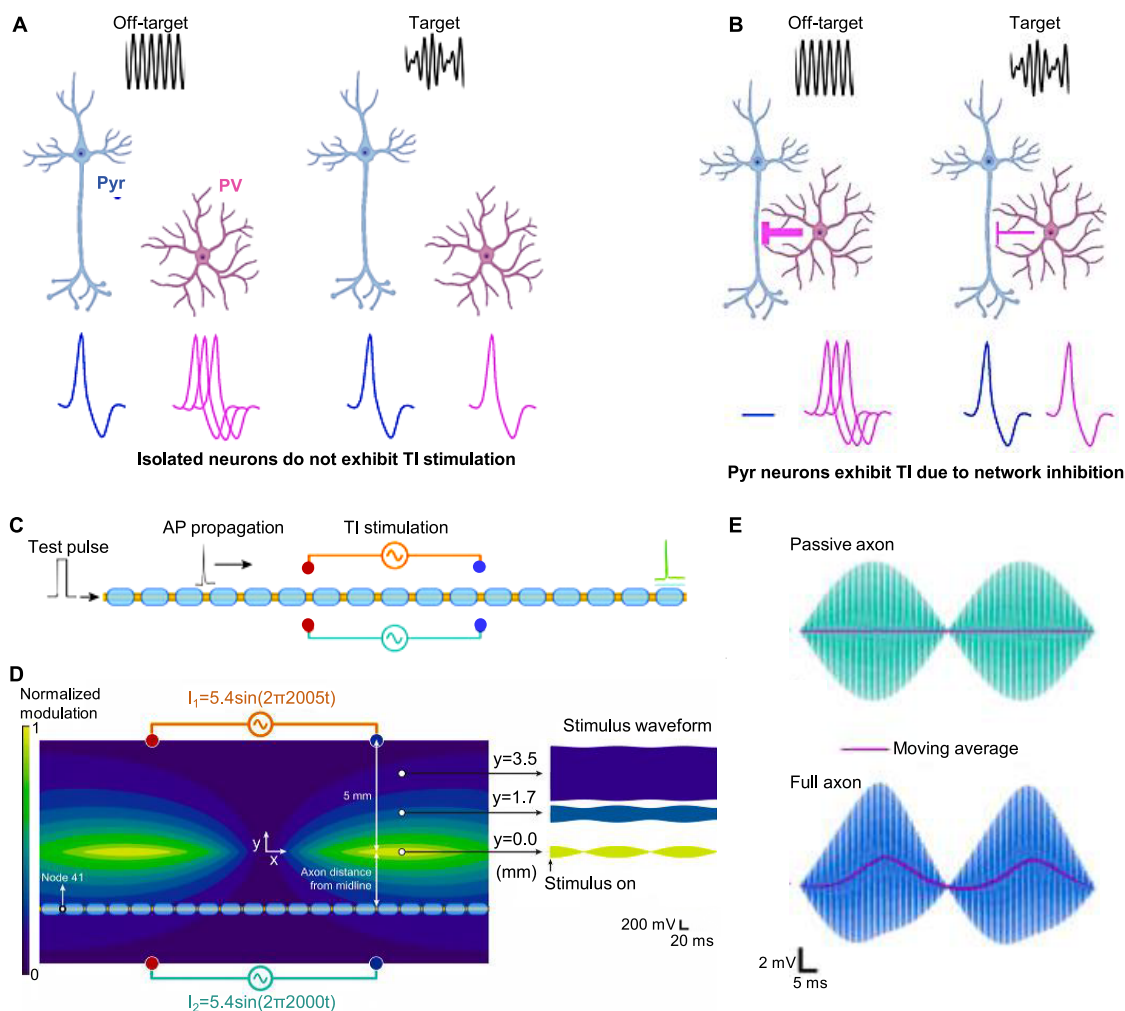 A
Off-target
Target
Pyr
PV
Isolated neurons do not exhibit TI stimulation
B
Off-target
Target
Pyr neurons exhibit TI due to network inhibition
C
Test pulse
AP propagation
TI stimulation
D
Normalized
modulation
1
0
I₁=5.4sin(2π2005t)
5 mm
y
x
Axon distance
from midline
Node 41
I₂=5.4sin(2π2000t)
Stimulus waveform
y=3.5
y=1.7
y=0.0
(mm)
Stimulus on
200 mV
20 ms
E
Passive axon
Moving average
Full axon
2 mV
5 ms